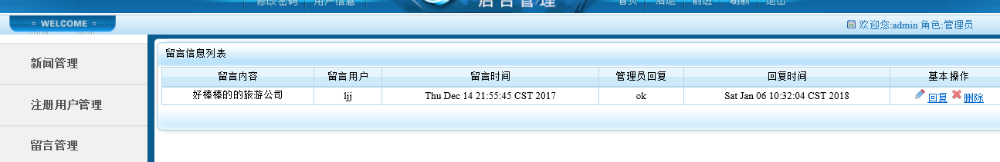 修改密码 用户信息 后台管理 首页 后退 前进 刷新 退出
= WELCOME =
欢迎您:admin 角色:管理员
新闻管理
注册用户管理
留言管理
留言信息列表
留言内容 留言用户 留言时间 管理员回复 回复时间 基本操作
好棒棒的的旅游公司 ljj Thu Dec 14 21:55:45 CST 2017 ok Sat Jan 06 10:32:04 CST 2018 回复 删除